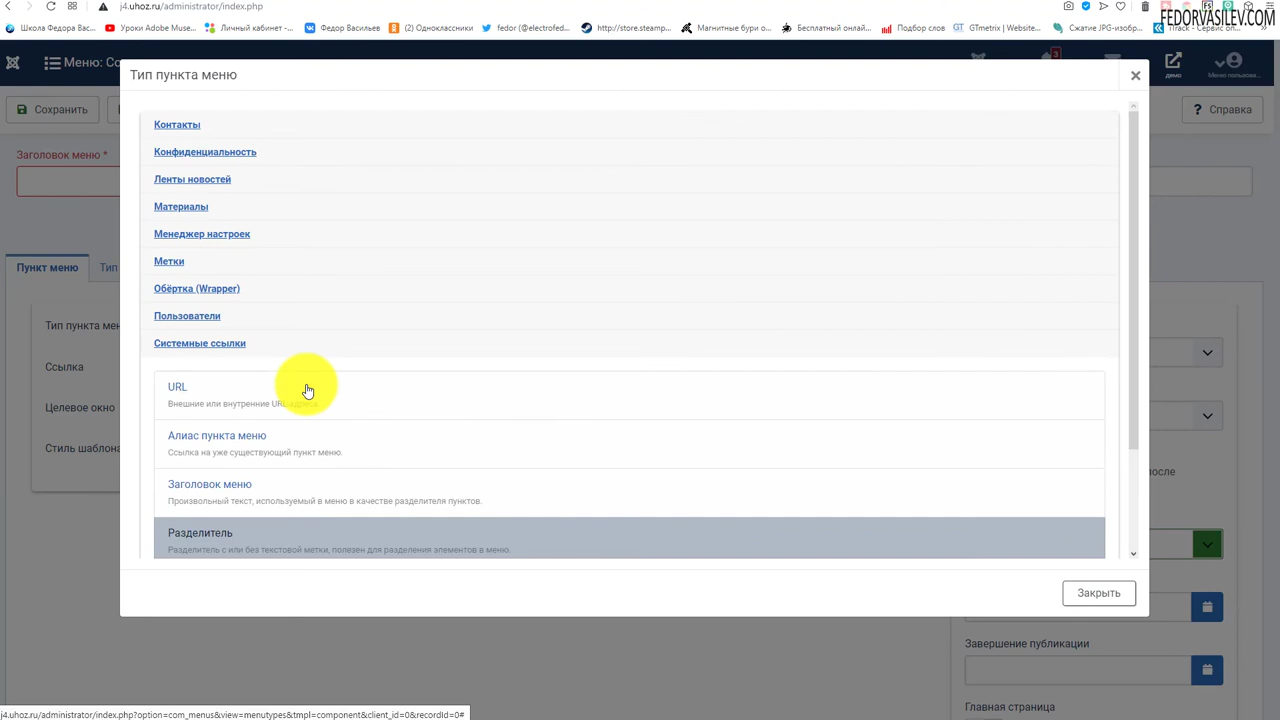 j4.uhoz.ru/administrator/index.php
FEDORVASILEV.COM
Школа Федора Вас...
Уроки Adobe Muse...
Личный кабинет -...
Федор Васильев
(2) Одноклассники
fedor (@electrofed...
http://store.steamp...
Магнитные бури о...
Бесплатный онлай...
Подбор слов
GTmetrix | Website...
Сжатие JPG-изобр...
Меню: Со
3
демо
Меню пользова...
Тип пункта меню
Сохранить
? Справка
Заголовок меню *
Контакты
Конфиденциальность
Ленты новостей
Материалы
Менеджер настроек
Метки
Обёртка (Wrapper)
Пользователи
Системные ссылки
URL
Внешние или внутренние URL-адреса.
Алиас пункта меню
Ссылка на уже существующий пункт меню.
Заголовок меню
Произвольный текст, используемый в меню в качестве разделителя пунктов.
Разделитель
Разделитель с или без текстовой метки, полезен для разделения элементов в меню.
Пункт меню
Тип
Тип пункта мен
Ссылка
Целевое окно
Стиль шаблона
после
Закрыть
Завершение публикации
Главная страница
j4.uhoz.ru/administrator/index.php?option=com_menus&view=menutypes&tmpl=component&client_id=0&recordId=0#